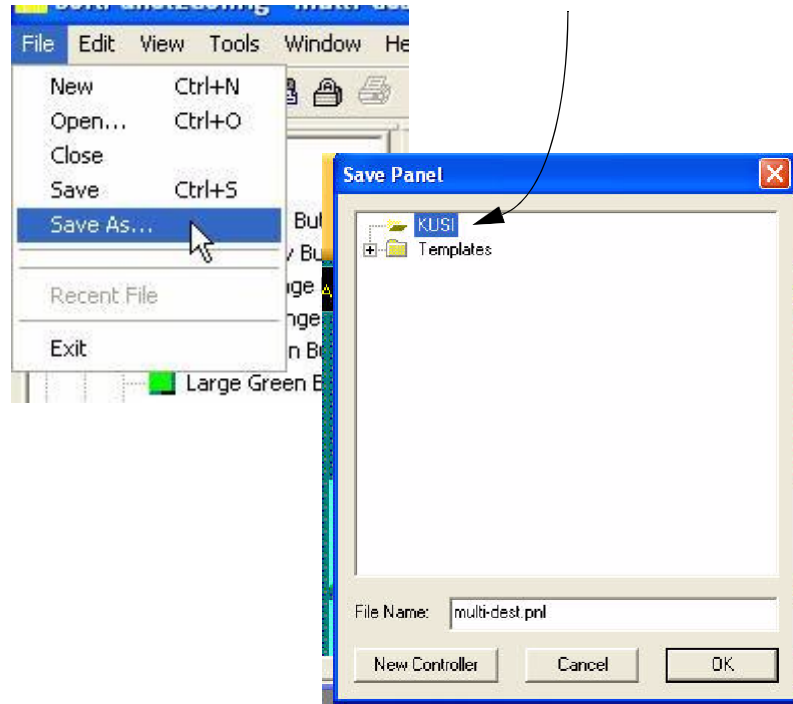 File Edit View Tools Window He
New Ctrl+N
Open... Ctrl+O
Close
Save Ctrl+S
Save As...
Recent File
Exit
Large Green B
Save Panel
KUSI
Templates
File Name: multi-dest.pnl
New Controller Cancel OK